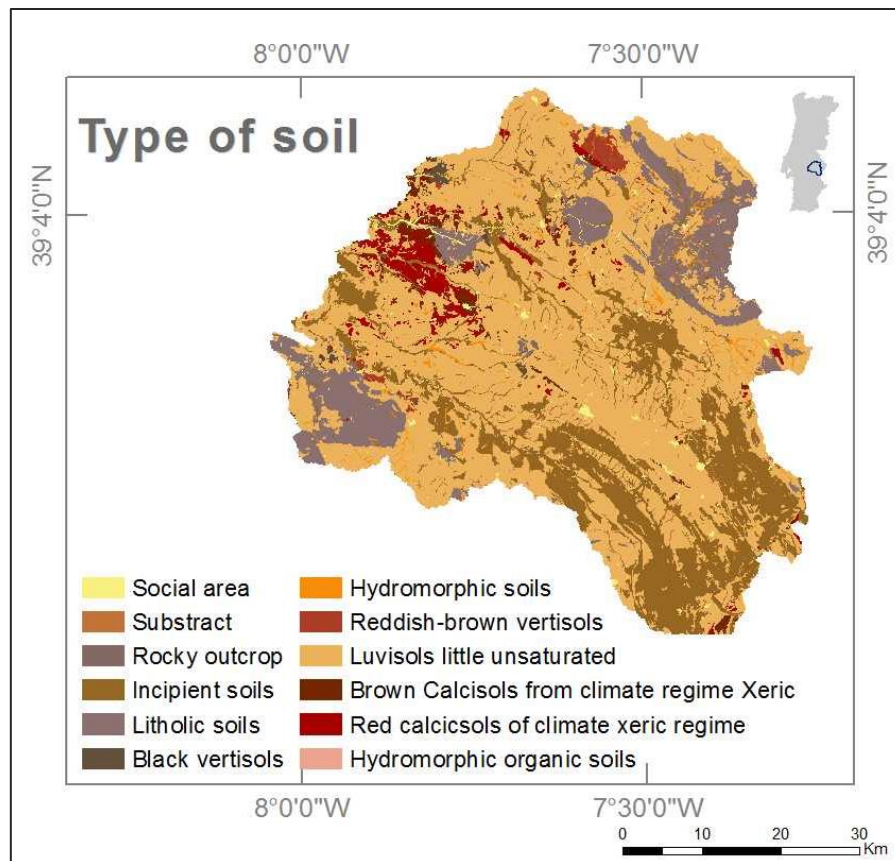 8°0'0"W
7°30'0"W
Type of soil
39°4'0"N
39°4'0"N
Social area
Substract
Rocky outcrop
Incipient soils
Litholic soils
Black vertisols
Hydromorphic soils
Reddish-brown vertisols
Luvisols little unsaturated
Brown Calcisols from climate regime Xeric
Red calcicsols of climate xeric regime
Hydromorphic organic soils
8°0'0"W
7°30'0"W
0 10 20 30
Km